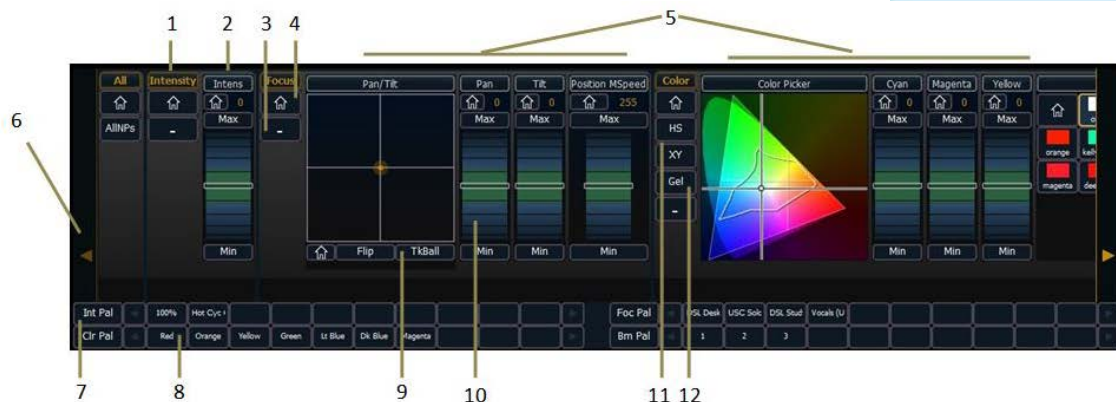 1 2 3 4 5
6
All Intensity Intens Focus Pan/Tilt Pan Tilt Position MSpeed Color Color Picker Cyan Magenta Yellow
0 0 0 255 0 0 0
AllNPs - Max - Max Max Max HS Max Max Max
XY orange
Gel magenta
-
Min Flip TkBall Min Min Min Min Min Min
Int Pal 100% Hot Cyc Foc Pal DSL Desk USC Solo DSL Stud Vocals (U
Clr Pal Red Orange Yellow Green Lt Blue Dk Blue Magenta Bm Pal 1 2 3
7 8 9 10 11 12